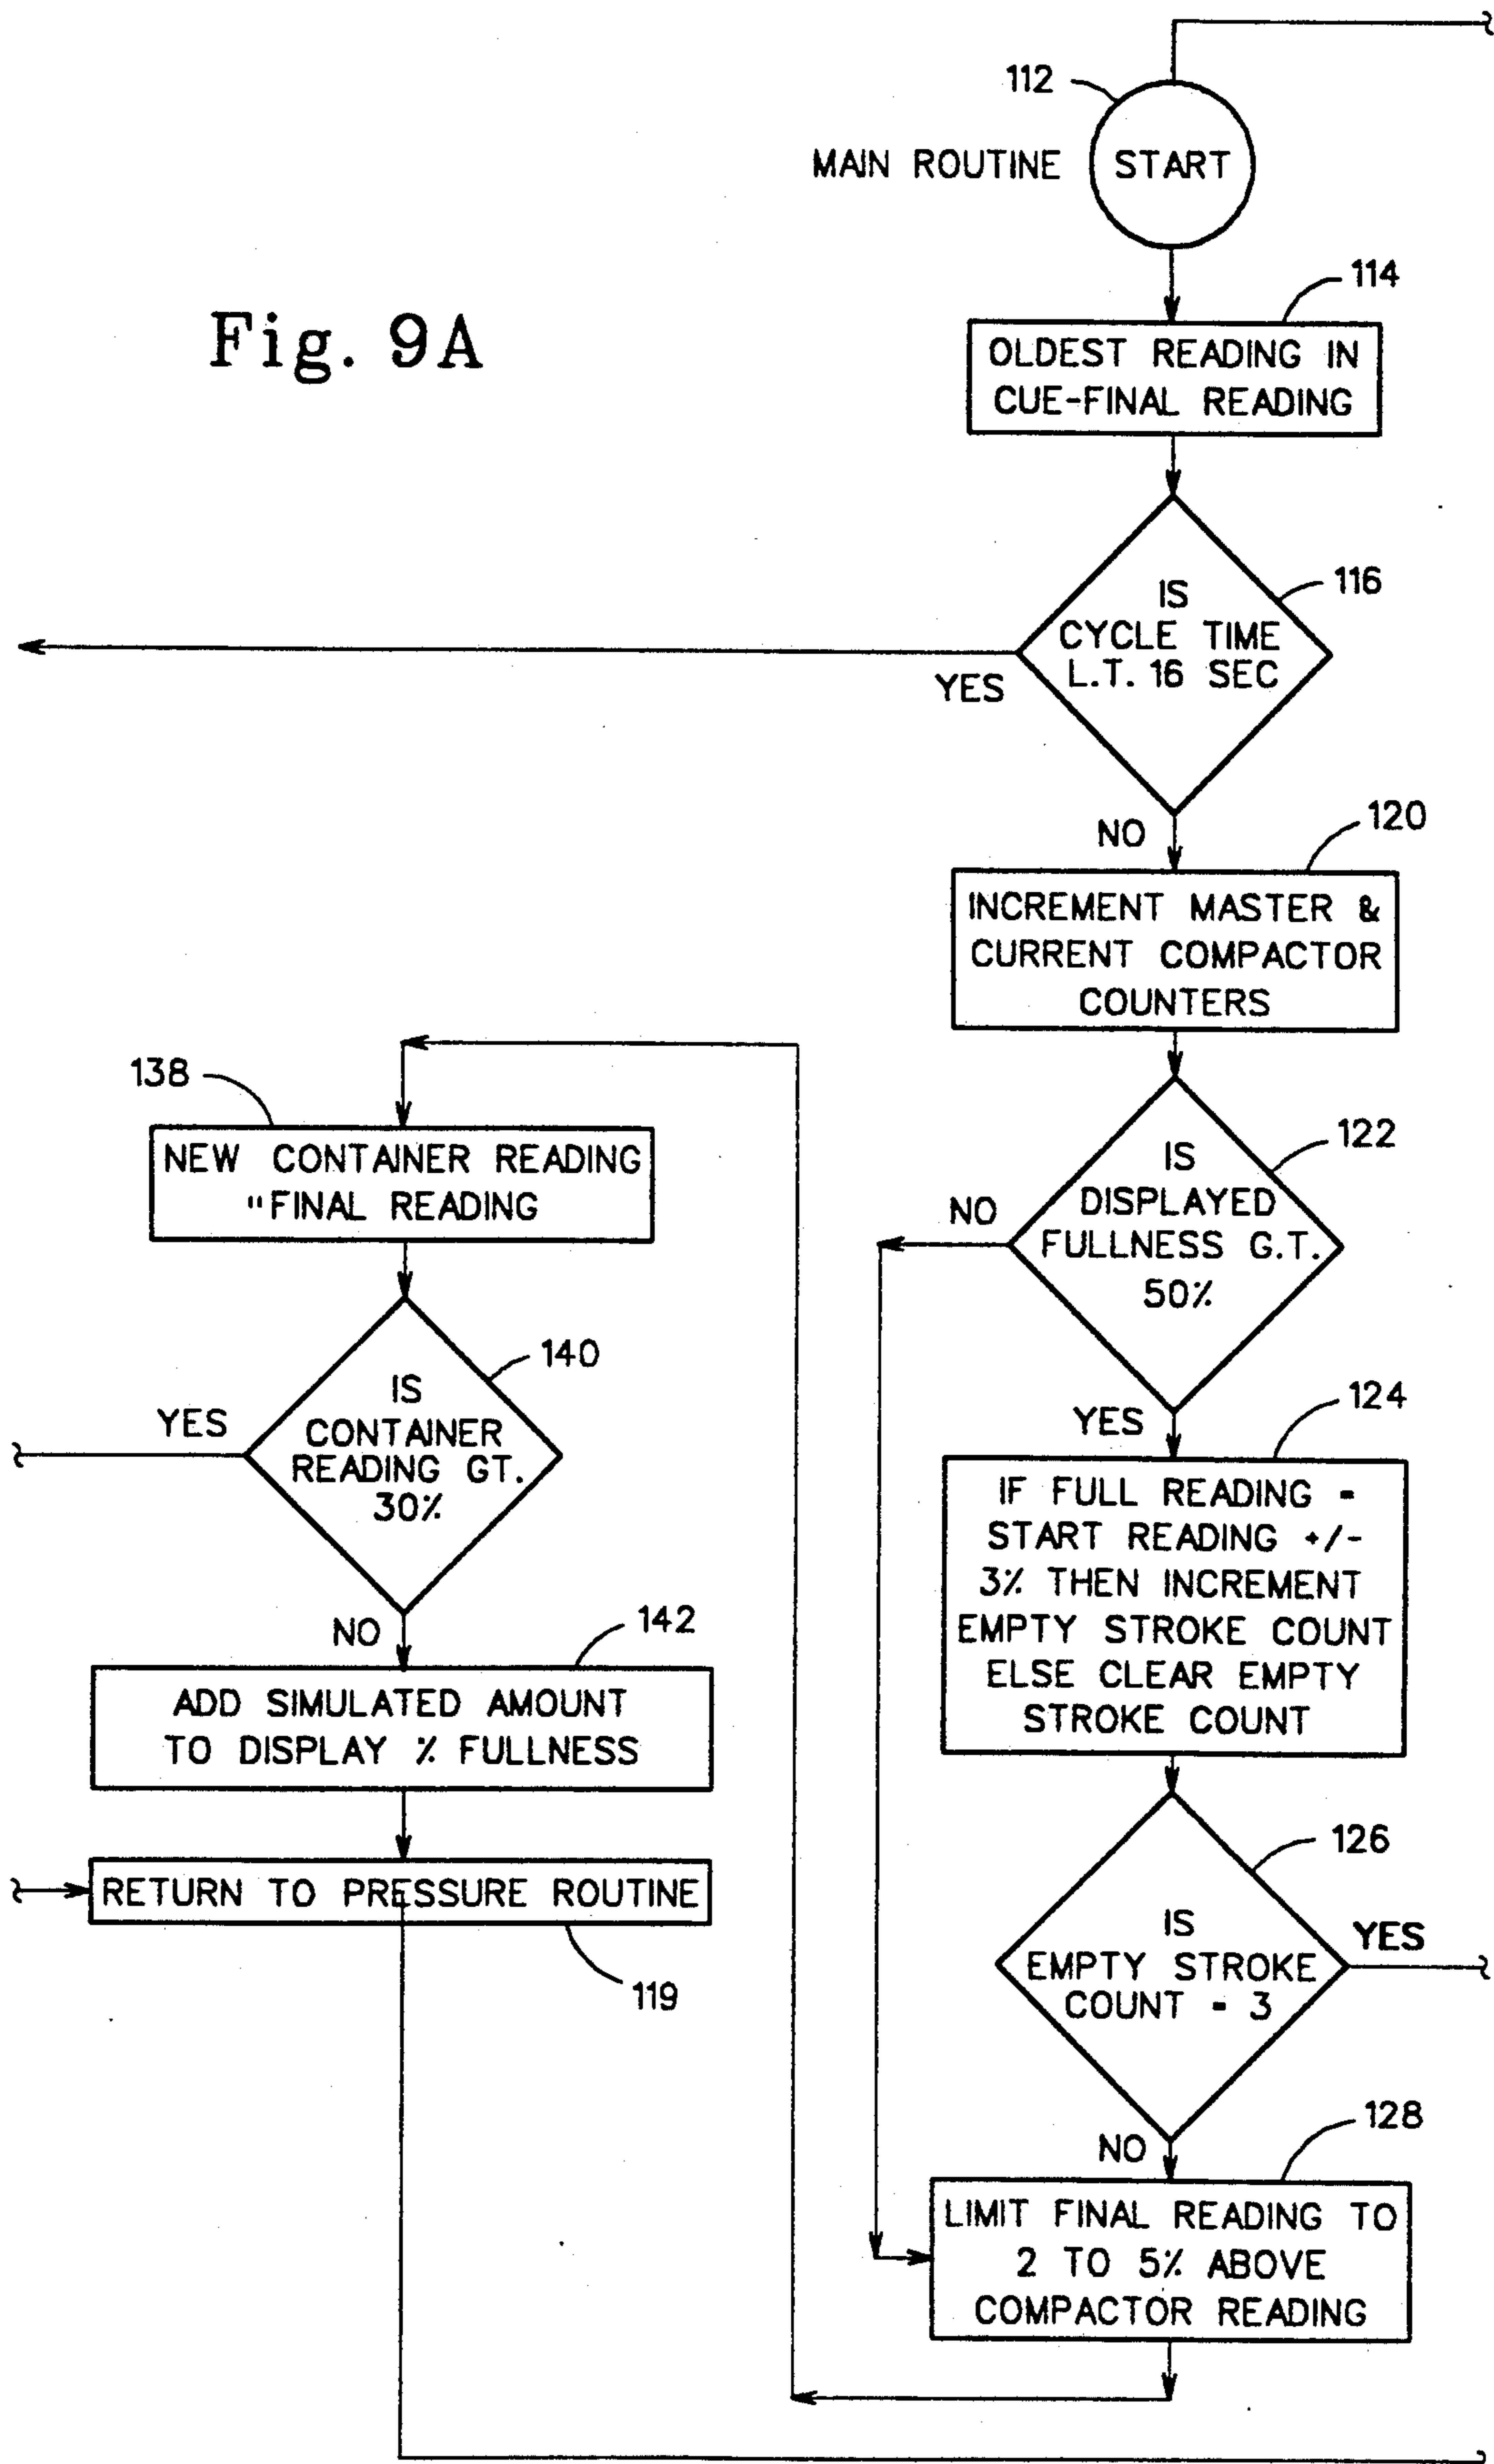 Fig. 9A
112
MAIN ROUTINE
START
114
OLDEST READING IN
CUE-FINAL READING
116
IS
CYCLE TIME
L.T. 16 SEC
YES
NO
120
INCREMENT MASTER &
CURRENT COMPACTOR
COUNTERS
122
IS
DISPLAYED
FULLNESS G.T.
50%
NO
YES
124
IF FULL READING =
START READING +/-
3% THEN INCREMENT
EMPTY STROKE COUNT
ELSE CLEAR EMPTY
STROKE COUNT
126
IS
EMPTY STROKE
COUNT = 3
YES
NO
128
LIMIT FINAL READING TO
2 TO 5% ABOVE
COMPACTOR READING
138
NEW CONTAINER READING
"FINAL READING
140
IS
CONTAINER
READING GT.
30%
YES
NO
142
ADD SIMULATED AMOUNT
TO DISPLAY % FULLNESS
RETURN TO PRESSURE ROUTINE
119